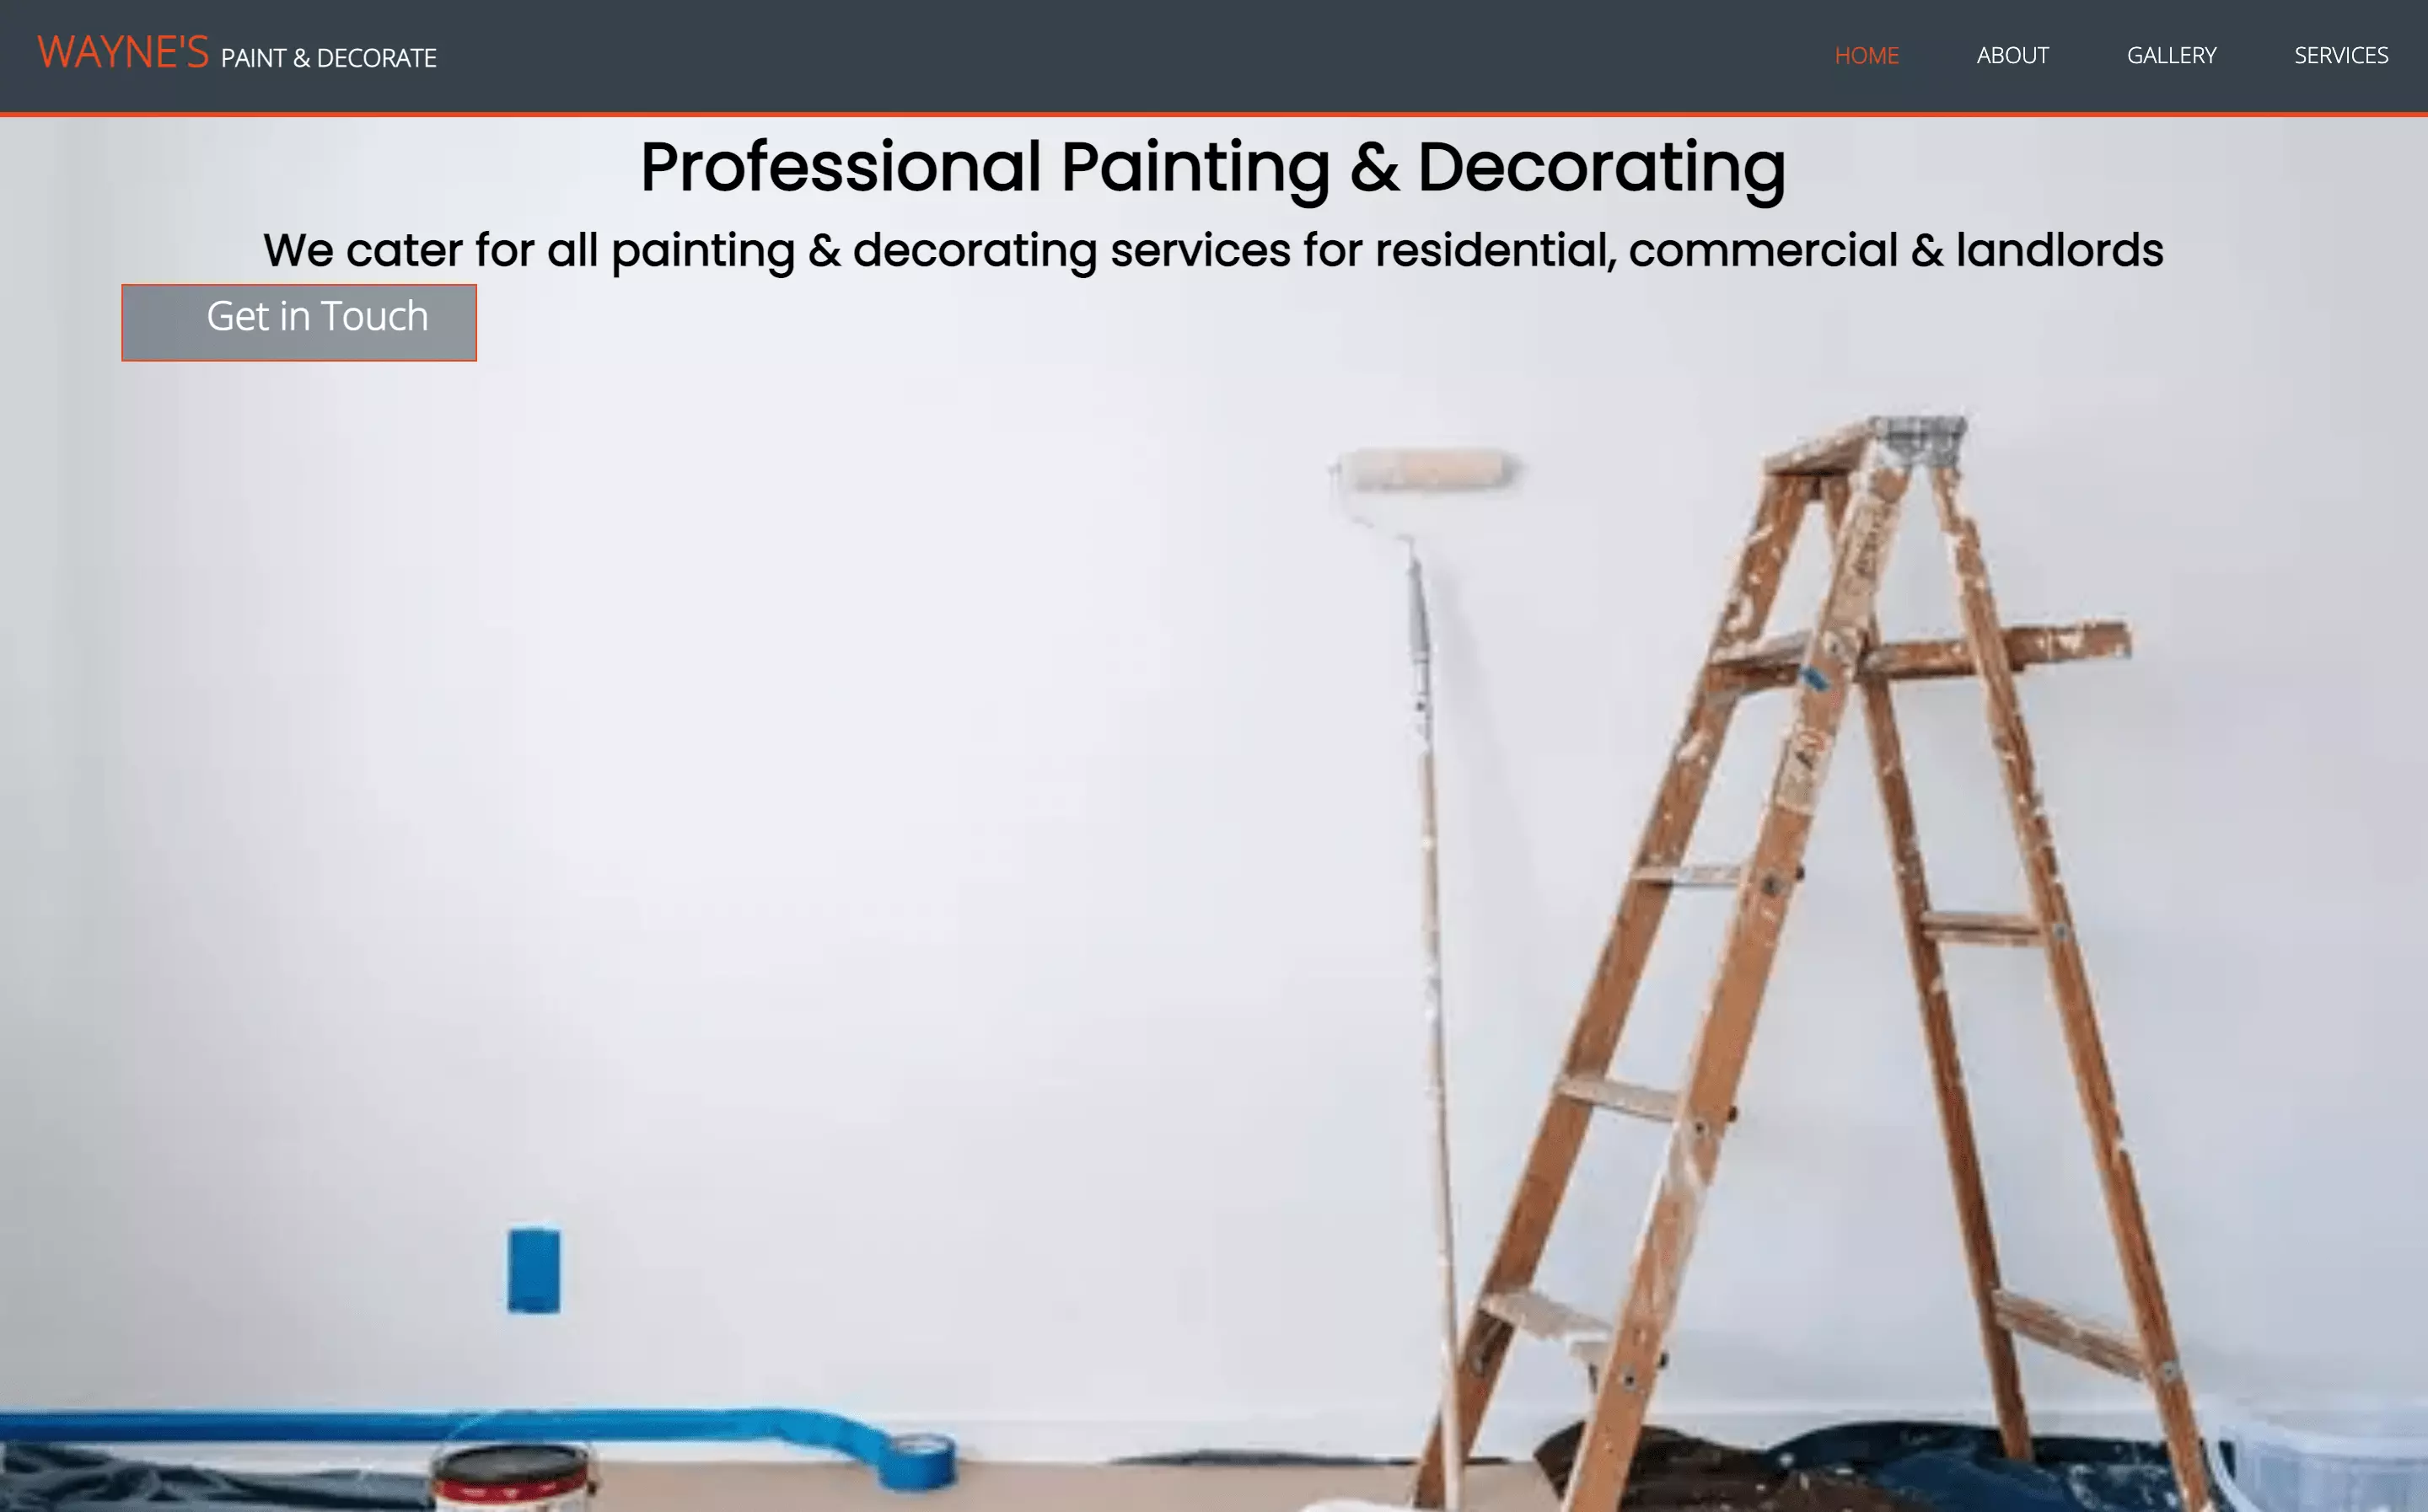 WAYNE'S PAINT & DECORATE
HOME ABOUT GALLERY SERVICES
Professional Painting & Decorating
We cater for all painting & decorating services for residential, commercial & landlords
Get in Touch